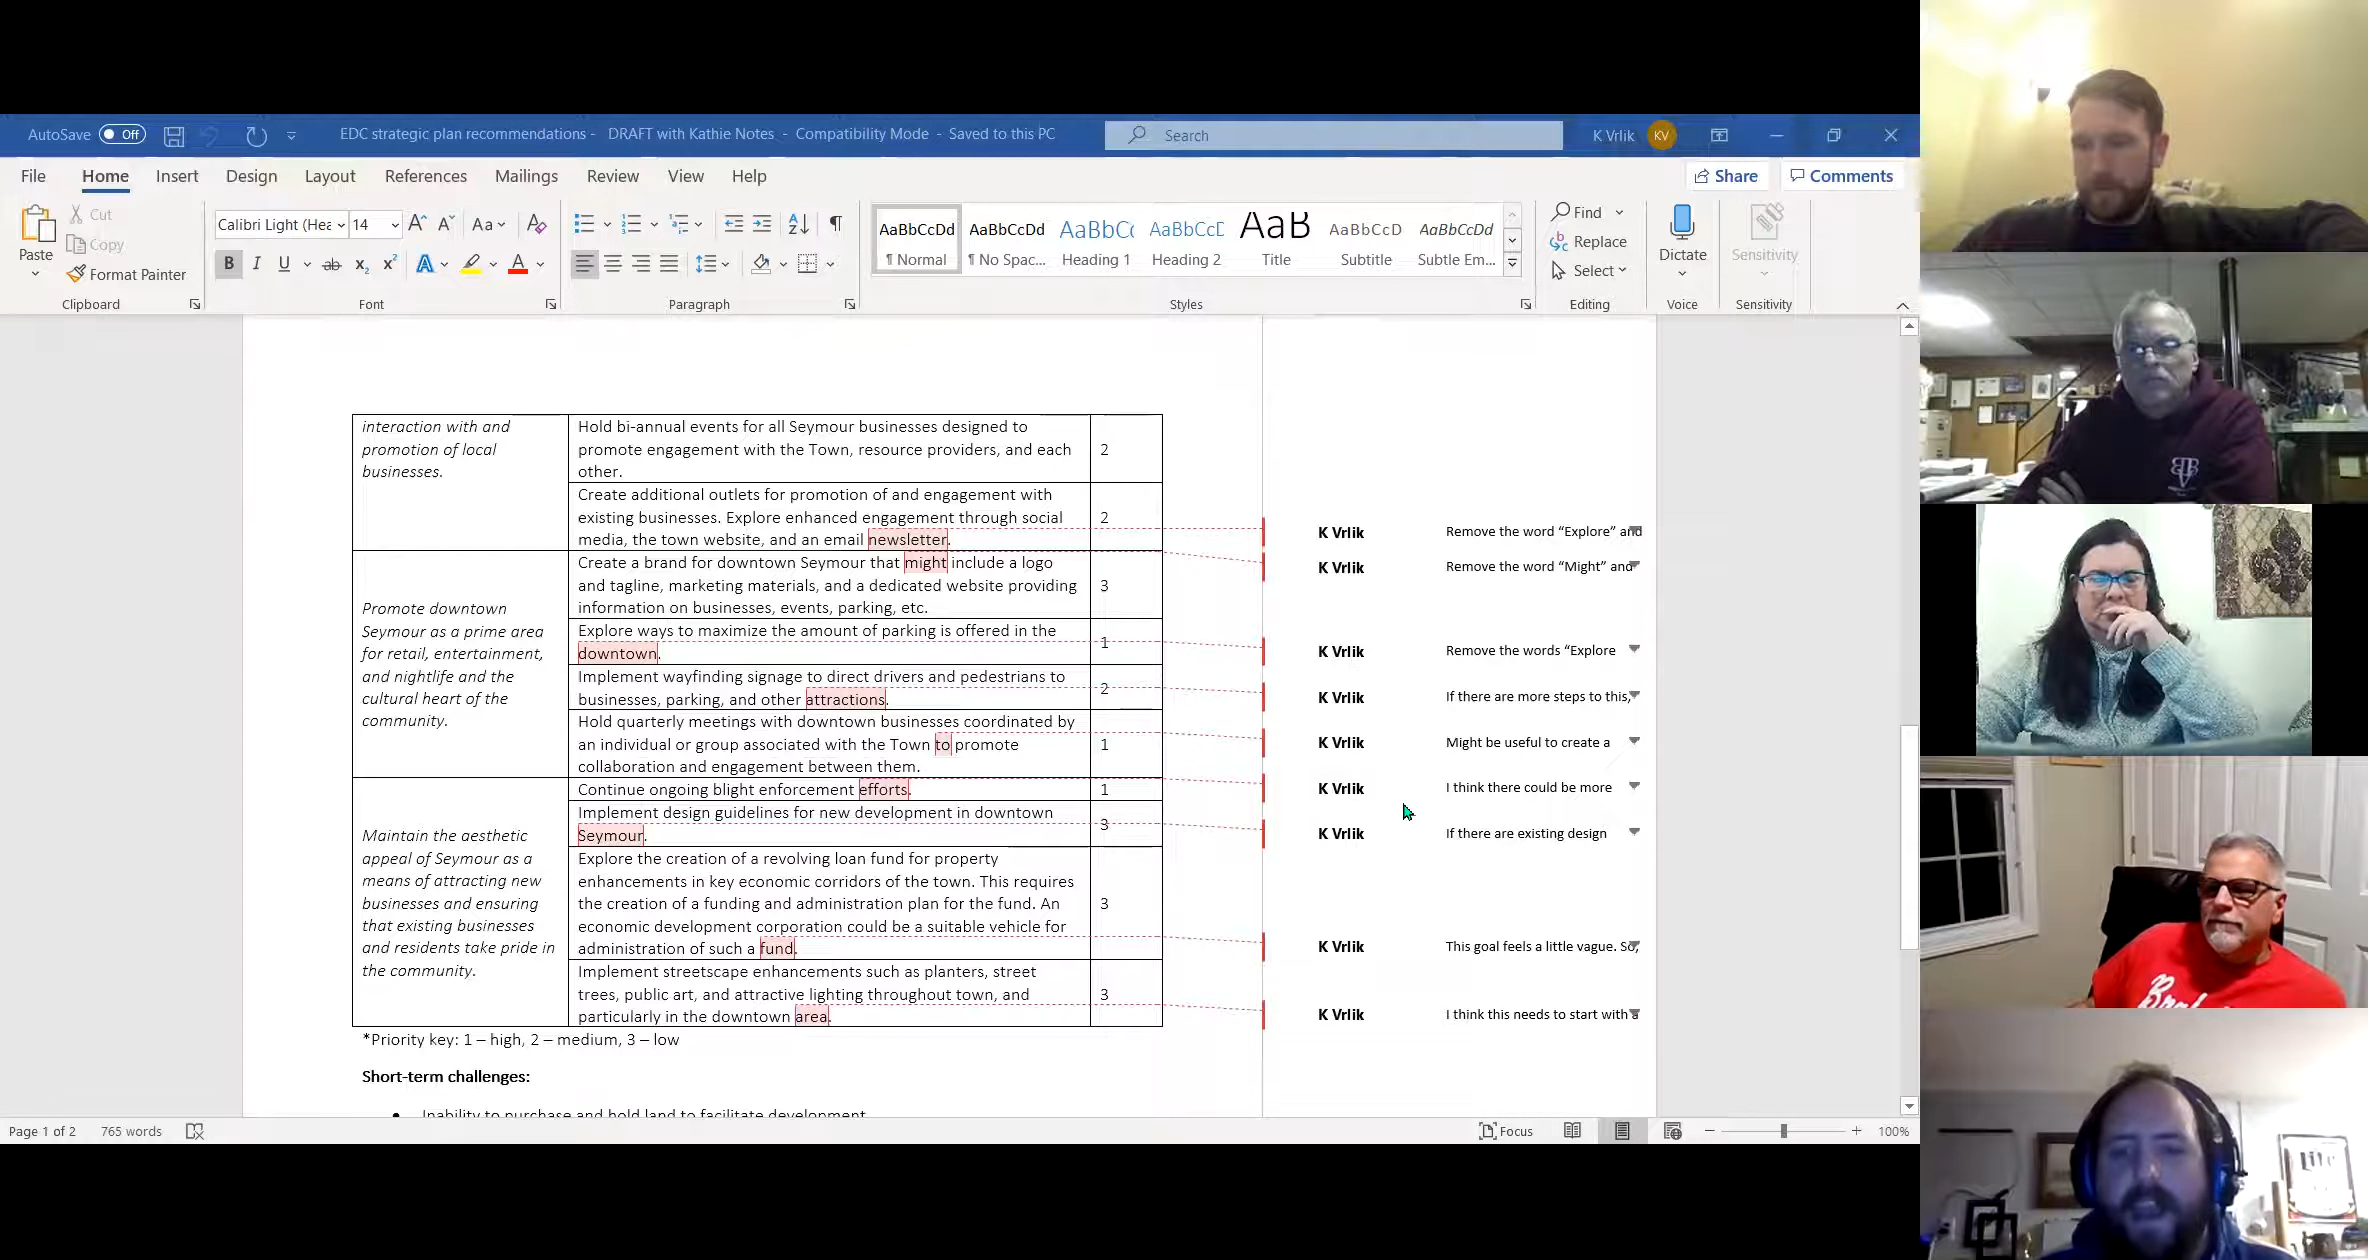 AutoSave Off EDC strategic plan recommendations - DRAFT with Kathie Notes - Compatibility Mode - Saved to this PC Search K Vrlik KV
File Home Insert Design Layout References Mailings Review View Help Share Comments
Paste Cut Copy Format Painter
Clipboard
Calibri Light (Hea 14
Font
Paragraph
AaBbCcDd AaBbCcDd AaBbCc AaBbCcD AaB AaBbCcD AaBbCcDd
¶ Normal ¶ No Spac... Heading 1 Heading 2 Title Subtitle Subtle Em...
Styles
Find
Replace
Select
Editing
Dictate
Voice
Sensitivity
Sensitivity
interaction with and
promotion of local
businesses.
Hold bi-annual events for all Seymour businesses designed to
promote engagement with the Town, resource providers, and each
other.
2
Create additional outlets for promotion of and engagement with
existing businesses. Explore enhanced engagement through social
media, the town website, and an email newsletter.
2
Promote downtown
Seymour as a prime area
for retail, entertainment,
and nightlife and the
cultural heart of the
community.
Create a brand for downtown Seymour that might include a logo
and tagline, marketing materials, and a dedicated website providing
information on businesses, events, parking, etc.
3
Explore ways to maximize the amount of parking is offered in the
downtown.
1
Implement wayfinding signage to direct drivers and pedestrians to
businesses, parking, and other attractions.
2
Hold quarterly meetings with downtown businesses coordinated by
an individual or group associated with the Town to promote
collaboration and engagement between them.
1
Maintain the aesthetic
appeal of Seymour as a
means of attracting new
businesses and ensuring
that existing businesses
and residents take pride in
the community.
Continue ongoing blight enforcement efforts.
1
Implement design guidelines for new development in downtown
Seymour.
3
Explore the creation of a revolving loan fund for property
enhancements in key economic corridors of the town. This requires
the creation of a funding and administration plan for the fund. An
economic development corporation could be a suitable vehicle for
administration of such a fund.
3
Implement streetscape enhancements such as planters, street
trees, public art, and attractive lighting throughout town, and
particularly in the downtown area.
3
*Priority key: 1 – high, 2 – medium, 3 – low
Short-term challenges:
• Inability to purchase and hold land to facilitate development
K Vrlik Remove the word “Explore” and
K Vrlik Remove the word “Might” and
K Vrlik Remove the words “Explore
K Vrlik If there are more steps to this,
K Vrlik Might be useful to create a
K Vrlik I think there could be more
K Vrlik If there are existing design
K Vrlik This goal feels a little vague. So,
K Vrlik I think this needs to start with a
Page 1 of 2 765 words Focus 100%